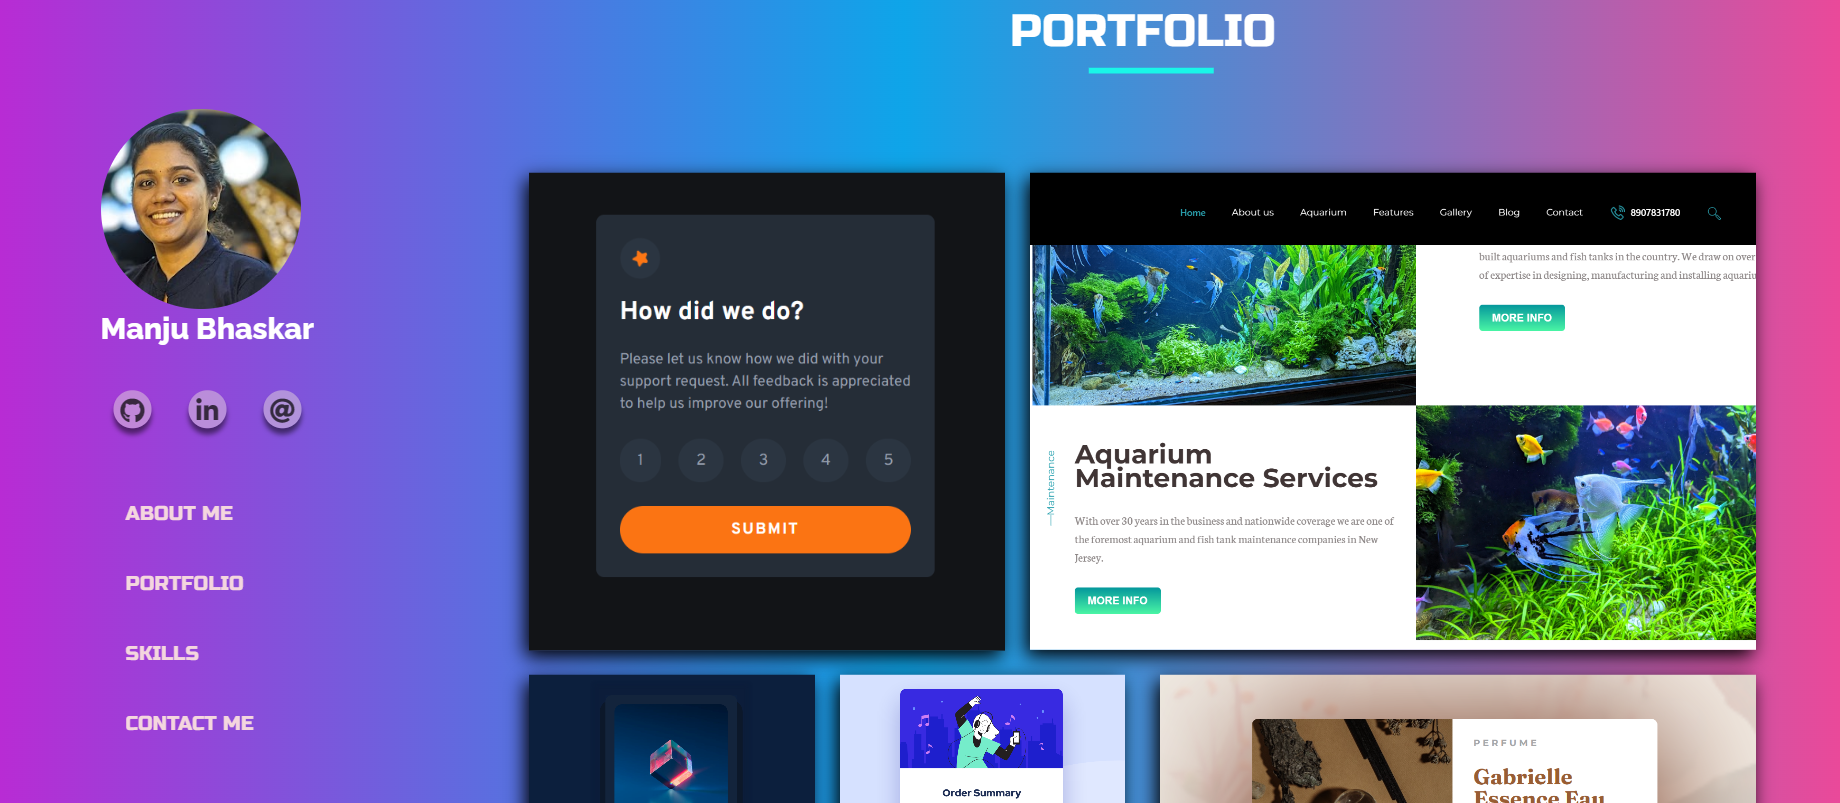 PORTFOLIO
Manju Bhaskar
in
@
ABOUT ME
PORTFOLIO
SKILLS
CONTACT ME
How did we do?
Please let us know how we did with your
support request. All feedback is appreciated
to help us improve our offering!
1 2 3 4 5
SUBMIT
Home About us Aquarium Features Gallery Blog Contact 8907831780
built aquariums and fish tanks in the country. We draw on over
of expertise in designing, manufacturing and installing aquariu
MORE INFO
—Maintenance
Aquarium
Maintenance Services
With over 30 years in the business and nationwide coverage we are one of
the foremost aquarium and fish tank maintenance companies in New
Jersey.
MORE INFO
Order Summary
PERFUME
Gabrielle
Essence Eau